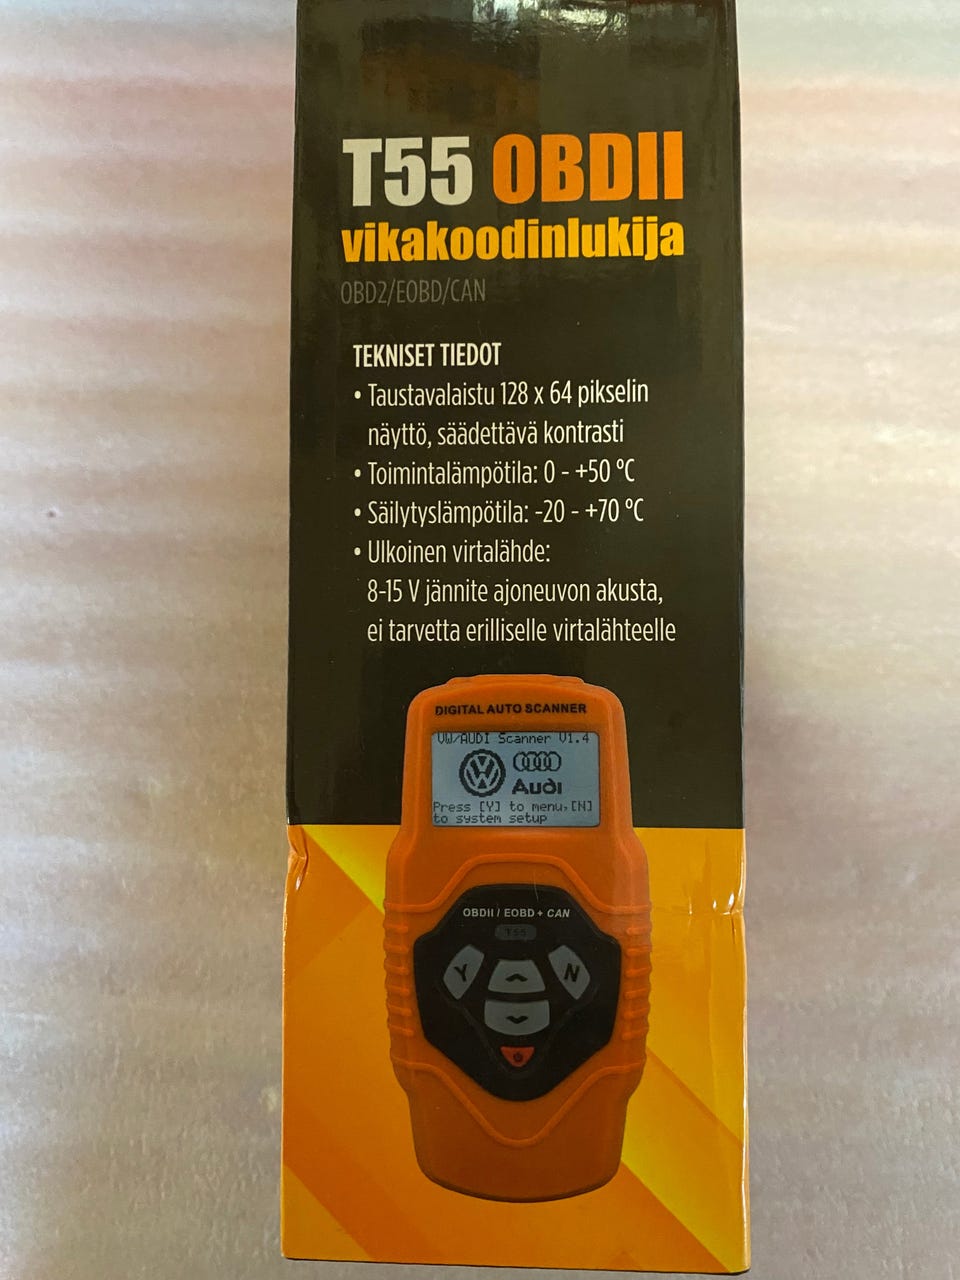 T55 OBDII
vikakoodinlukija
OBD2/EOBD/CAN
TEKNISET TIEDOT
• Taustavalaistu 128 x 64 pikselin
näyttö, säädettävä kontrasti
• Toimintalämpötila: 0 - +50 °C
• Säilytyslämpötila: -20 - +70 °C
• Ulkoinen virtalähde:
8-15 V jännite ajoneuvon akusta,
ei tarvetta erilliselle virtalähteelle
DIGITAL AUTO SCANNER
VW/AUDI Scanner V1.4
Audi
Press [Y] to menu,[N]
to system setup
OBDII / EOBD + CAN
T55
Y N